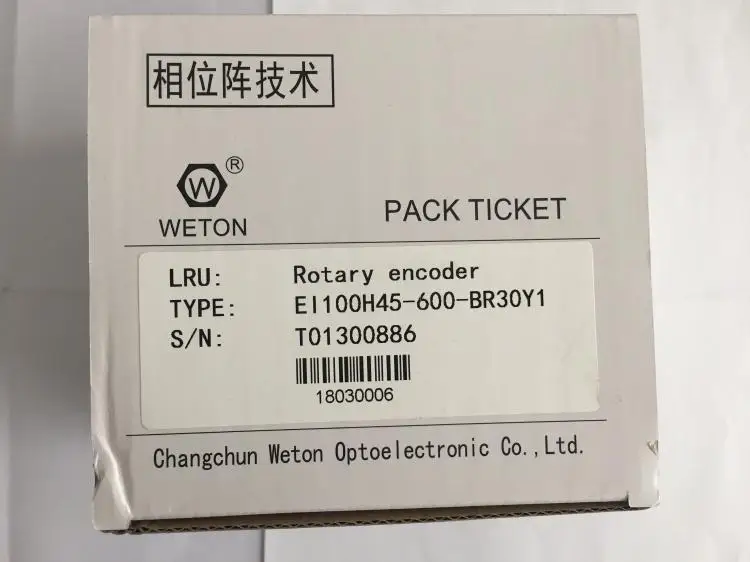 相位阵技术
W ®
WETON
PACK TICKET
LRU: Rotary encoder
TYPE: EI100H45-600-BR30Y1
S/N: T01300886
18030006
Changchun Weton Optoelectronic Co.,Ltd.